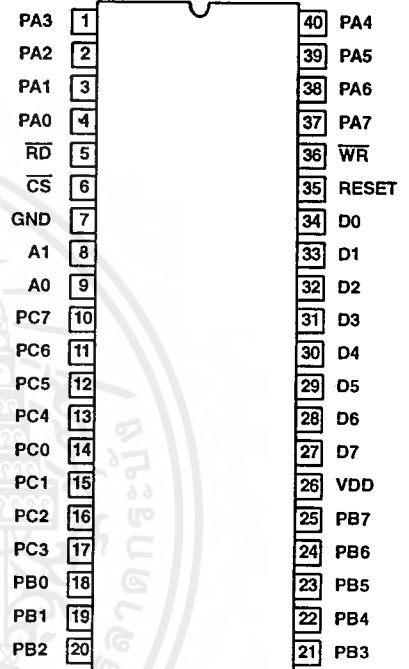 PA3 1 40 PA4
PA2 2 39 PA5
PA1 3 38 PA6
PA0 4 37 PA7
R̅D̅ 5 36 W̅R̅
C̅S̅ 6 35 RESET
GND 7 34 D0
A1 8 33 D1
A0 9 32 D2
PC7 10 31 D3
PC6 11 30 D4
PC5 12 29 D5
PC4 13 28 D6
PC0 14 27 D7
PC1 15 26 VDD
PC2 16 25 PB7
PC3 17 24 PB6
PB0 18 23 PB5
PB1 19 22 PB4
PB2 20 21 PB3